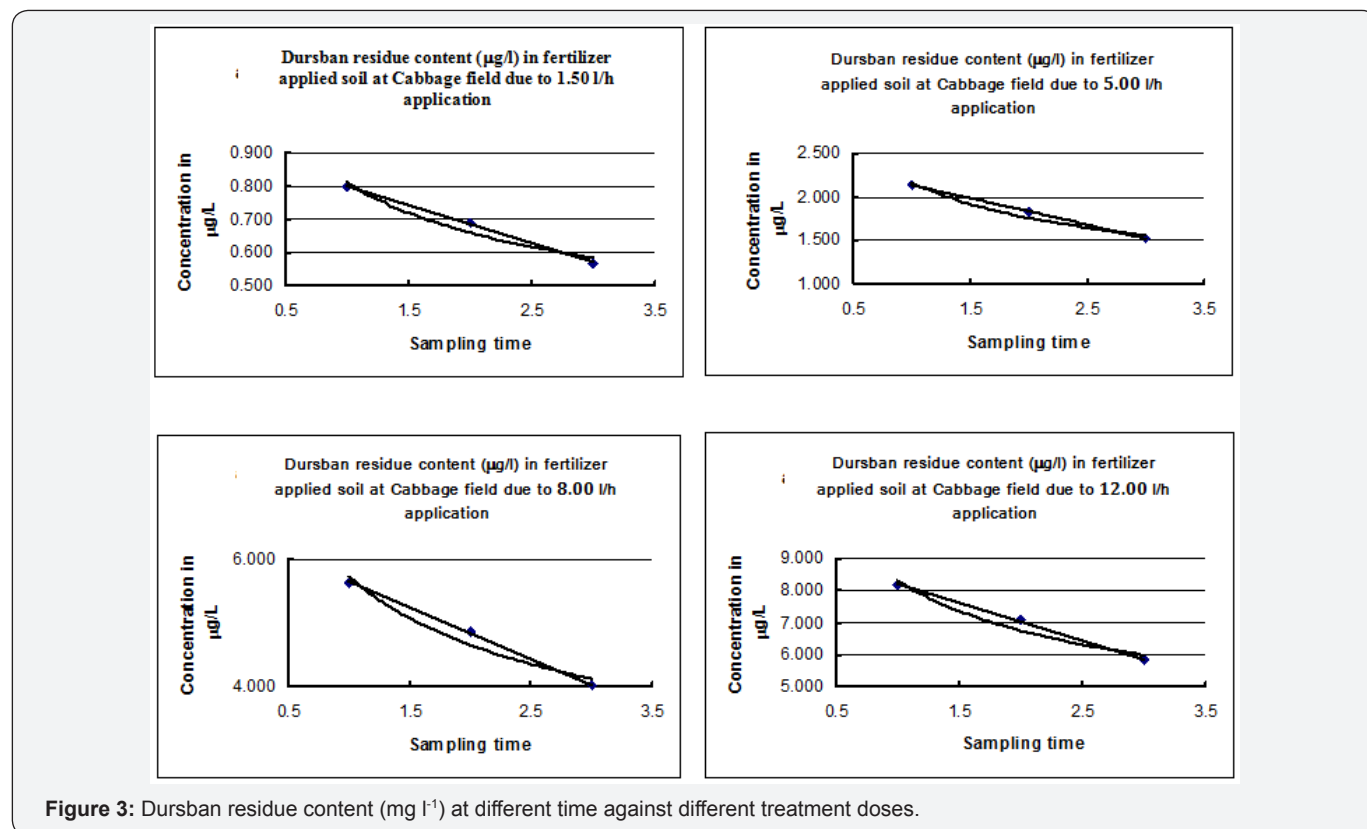 Dursban residue content (µg/l) in fertilizer
applied soil at Cabbage field due to 1.50 l/h
application
Concentration in
µg/L
0.900
0.800
0.700
0.600
0.500
0.5
1.5
2.5
3.5
Sampling time
Dursban residue content (µg/l) in fertilizer
applied soil at Cabbage field due to 5.00 l/h
application
Concentration in
µg/L
2.500
2.000
1.500
1.000
0.5
1.5
2.5
3.5
Sampling time
Dursban residue content (µg/l) in fertilizer
applied soil at Cabbage field due to 8.00 l/h
application
Concentration in
µg/L
6.000
4.000
0.5
1.5
2.5
3.5
Sampling time
Dursban residue content (µg/l) in fertilizer
applied soil at Cabbage field due to 12.00 l/h
application
Concentration in
µg/L
9.000
8.000
7.000
6.000
5.000
0.5
1.5
2.5
3.5
Sampling time
Figure 3: Dursban residue content (mg l⁻¹) at different time against different treatment doses.